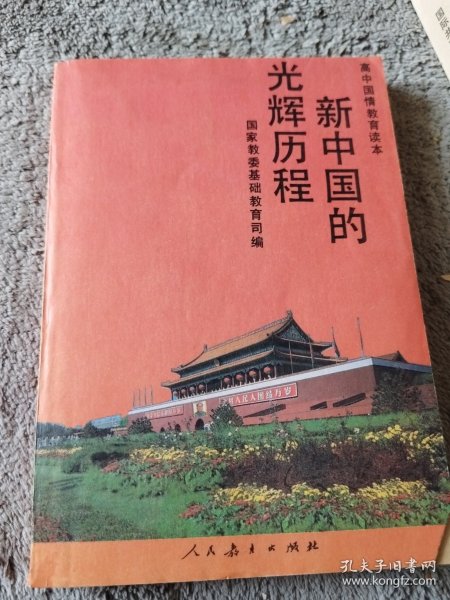 高中国情教育读本
新中国的
光辉历程
国家教委基础教育司编
人民教育出版社
国际
孔夫子旧书网
www.kongfz.com